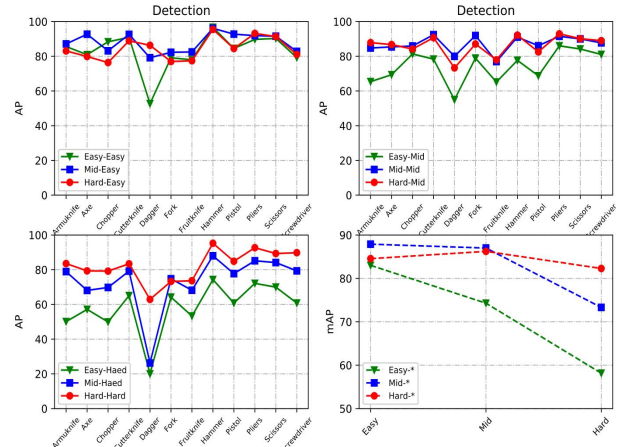 Detection
AP
100
80
60
40
20
0
Easy-Easy
Mid-Easy
Hard-Easy
Armuknife
Axe
Chopper
Cutterknife
Dagger
Fork
Fruitknife
Hammer
Pistol
Pliers
Scissors
Screwdriver
Detection
AP
100
80
60
40
20
0
Easy-Mid
Mid-Mid
Hard-Mid
Armuknife
Axe
Chopper
Cutterknife
Dagger
Fork
Fruitknife
Hammer
Pistol
Pliers
Scissors
Screwdriver
AP
100
80
60
40
20
0
Easy-Haed
Mid-Haed
Hard-Hard
Armuknife
Axe
Chopper
Cutterknife
Dagger
Fork
Fruitknife
Hammer
Pistol
Pliers
Scissors
Screwdriver
mAP
90
80
70
60
50
Easy-*
Mid-*
Hard-*
Easy
Mid
Hard